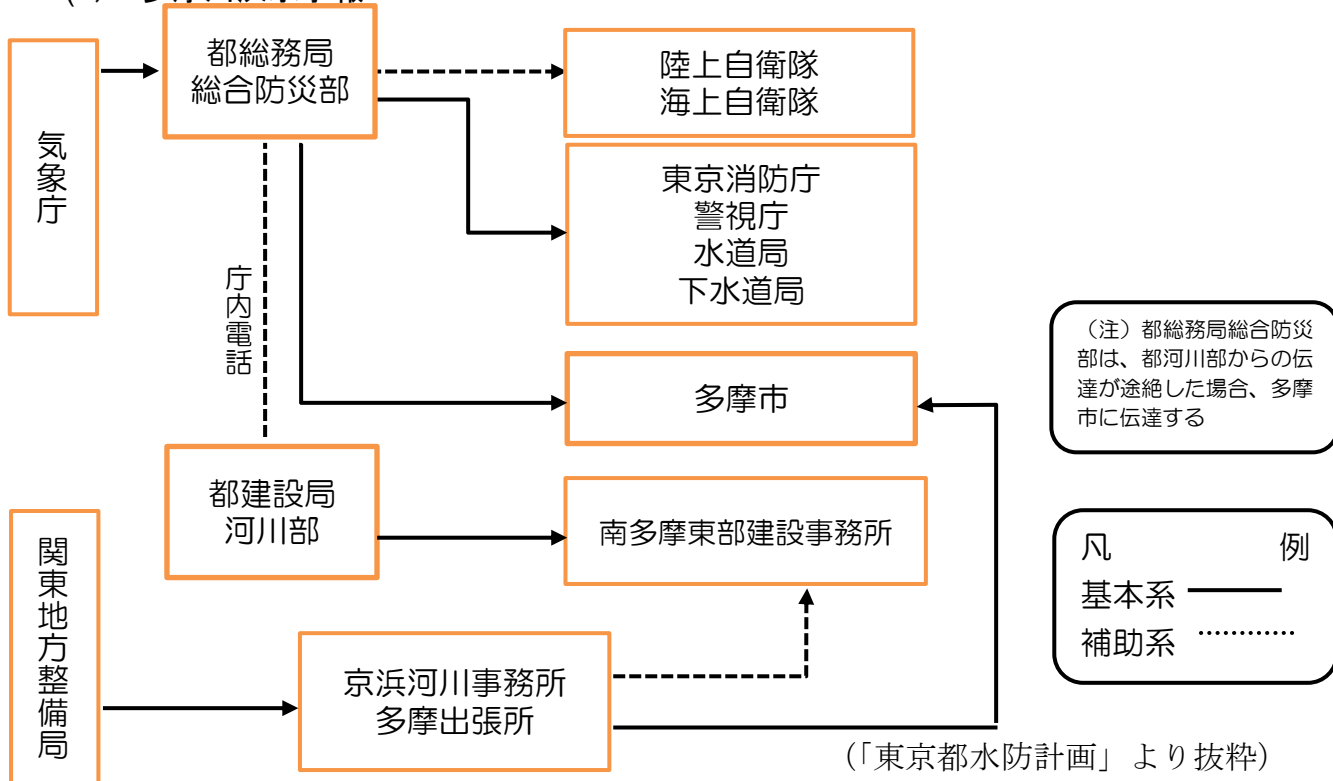 都総務局
総合防災部
陸上自衛隊
海上自衛隊
気象庁
東京消防庁
警視庁
水道局
下水道局
庁内電話
多摩市
(注)都総務局総合防災
部は、都河川部からの伝
達が途絶した場合、多摩
市に伝達する
都建設局
河川部
南多摩東部建設事務所
凡 例
基本系
補助系
関東地方整備局
京浜河川事務所
多摩出張所
(「東京都水防計画」より抜粋)